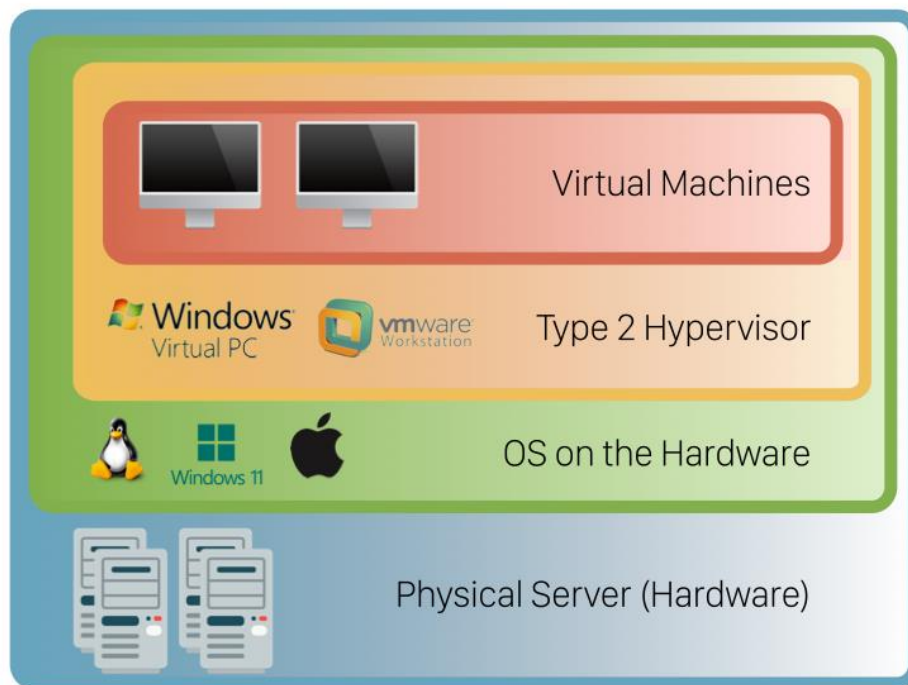 Virtual Machines
Windows
Virtual PC
vmware
Workstation
Type 2 Hypervisor
Windows 11
OS on the Hardware
Physical Server (Hardware)